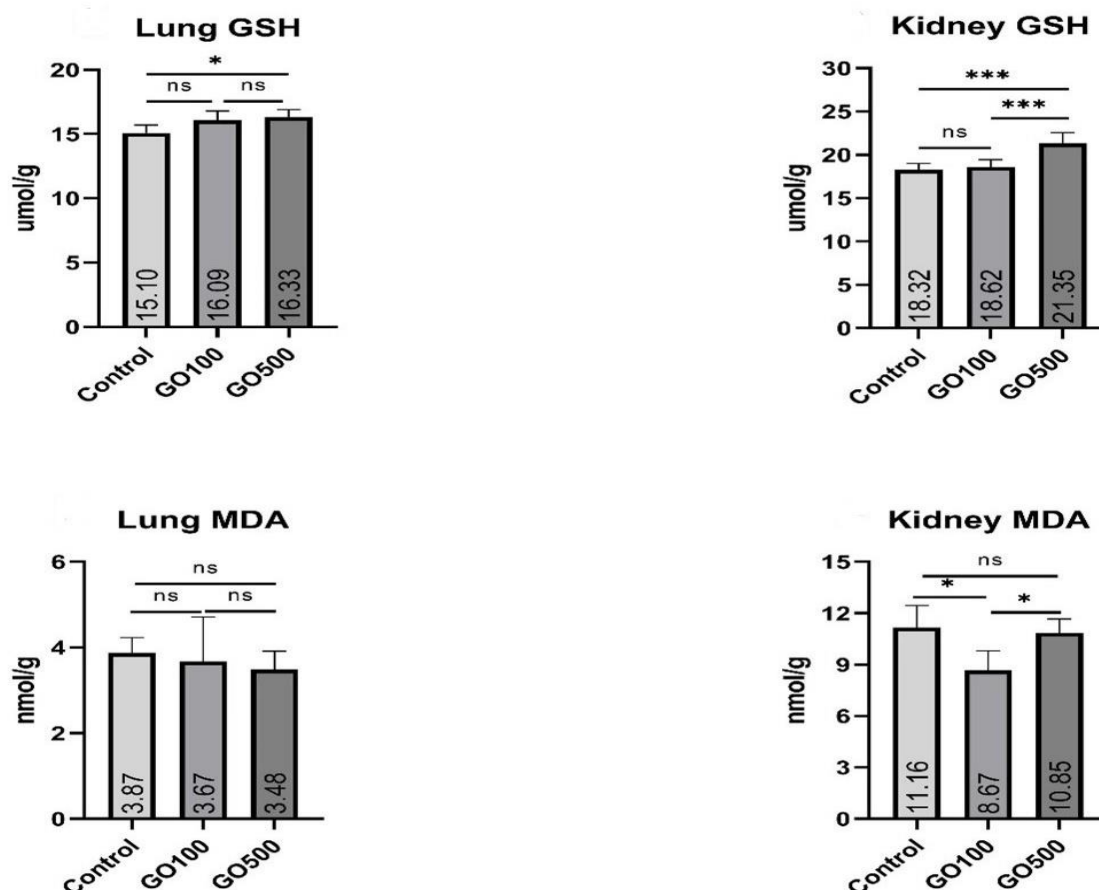 Lung GSH
*
ns ns
20
15
10
5
0
umol/g
15.10
16.09
16.33
Control
GO100
GO500
Kidney GSH
***
***
ns
30
25
20
15
10
5
0
umol/g
18.32
18.62
21.35
Control
GO100
GO500
Lung MDA
ns
ns ns
6
4
2
0
nmol/g
3.87
3.67
3.48
Control
GO100
GO500
Kidney MDA
ns
* *
15
12
9
6
3
0
nmol/g
11.16
8.67
10.85
Control
GO100
GO500